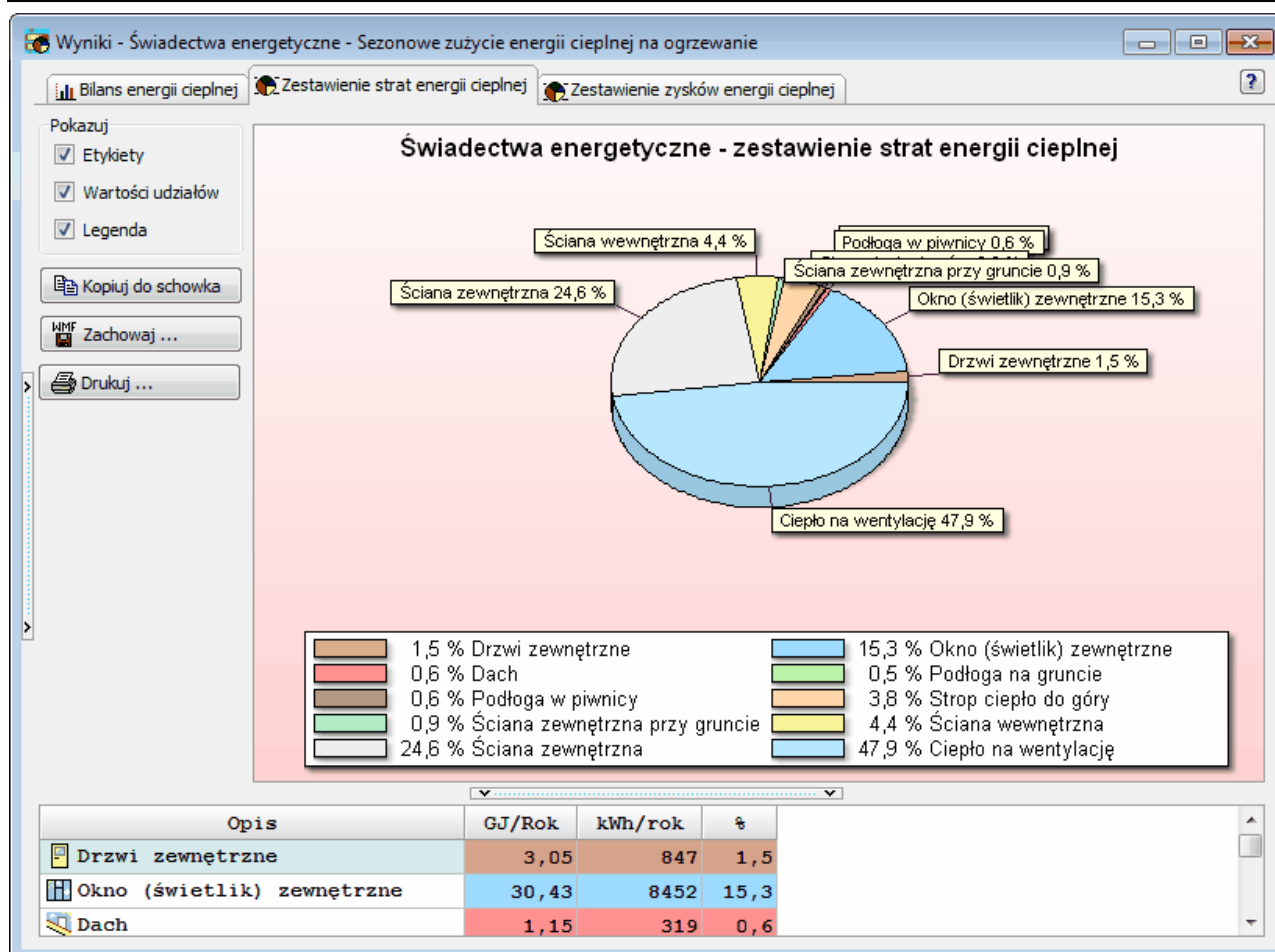 Wyniki - Świadectwa energetyczne - Sezonowe zużycie energii cieplnej na ogrzewanie
Bilans energii cieplnej
Zestawienie strat energii cieplnej
Zestawienie zysków energii cieplnej
?
Pokazuj
Etykiety
Wartości udziałów
Legenda
Kopiuj do schowka
WMF Zachowaj ...
Drukuj ...
Świadectwa energetyczne - zestawienie strat energii cieplnej
Ściana wewnętrzna 4,4 %
Podłoga w piwnicy 0,6 %
Ściana zewnętrzna przy gruncie 0,9 %
Ściana zewnętrzna 24,6 %
Okno (świetlik) zewnętrzne 15,3 %
Drzwi zewnętrzne 1,5 %
Ciepło na wentylację 47,9 %
1,5 % Drzwi zewnętrzne
15,3 % Okno (świetlik) zewnętrzne
0,6 % Dach
0,5 % Podłoga na gruncie
0,6 % Podłoga w piwnicy
3,8 % Strop ciepło do góry
0,9 % Ściana zewnętrzna przy gruncie
4,4 % Ściana wewnętrzna
24,6 % Ściana zewnętrzna
47,9 % Ciepło na wentylację
Opis GJ/Rok kWh/rok %
Drzwi zewnętrzne 3,05 847 1,5
Okno (świetlik) zewnętrzne 30,43 8452 15,3
Dach 1,15 319 0,6